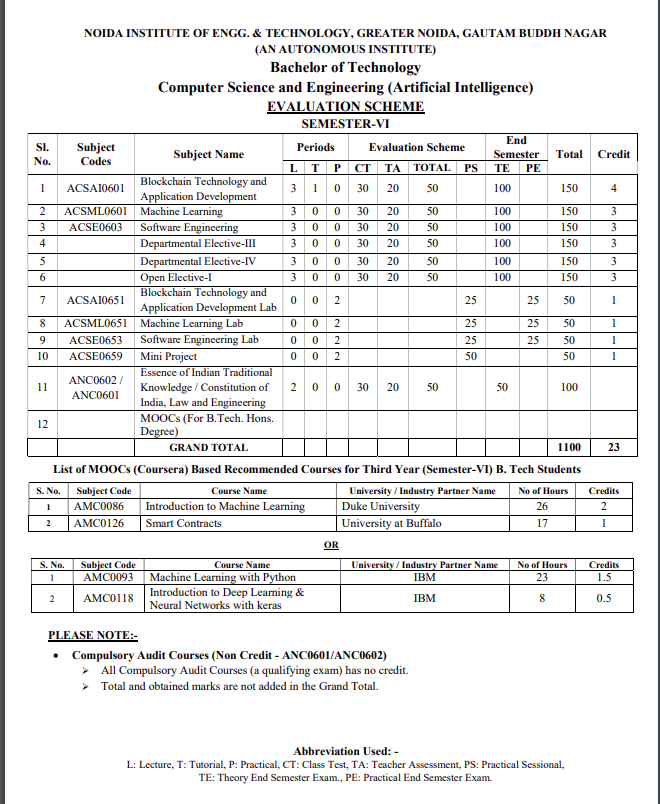 NOIDA INSTITUTE OF ENGG. & TECHNOLOGY, GREATER NOIDA, GAUTAM BUDDH NAGAR
(AN AUTONOMOUS INSTITUTE)
Bachelor of Technology
Computer Science and Engineering (Artificial Intelligence)
EVALUATION SCHEME
SEMESTER-VI
Sl. No. Subject Codes Subject Name Periods Evaluation Scheme End Semester Total Credit
L T P CT TA TOTAL PS TE PE
1 ACSAI0601 Blockchain Technology and Application Development 3 1 0 30 20 50 100 150 4
2 ACSML0601 Machine Learning 3 0 0 30 20 50 100 150 3
3 ACSE0603 Software Engineering 3 0 0 30 20 50 100 150 3
4 Departmental Elective-III 3 0 0 30 20 50 100 150 3
5 Departmental Elective-IV 3 0 0 30 20 50 100 150 3
6 Open Elective-I 3 0 0 30 20 50 100 150 3
7 ACSAI0651 Blockchain Technology and Application Development Lab 0 0 2 25 25 50 1
8 ACSML0651 Machine Learning Lab 0 0 2 25 25 50 1
9 ACSE0653 Software Engineering Lab 0 0 2 25 25 50 1
10 ACSE0659 Mini Project 0 0 2 50 50 1
11 ANC0602 / ANC0601 Essence of Indian Traditional Knowledge / Constitution of India, Law and Engineering 2 0 0 30 20 50 50 100
12 MOOCs (For B.Tech. Hons. Degree)
GRAND TOTAL 1100 23
List of MOOCs (Coursera) Based Recommended Courses for Third Year (Semester-VI) B. Tech Students
S. No. Subject Code Course Name University / Industry Partner Name No of Hours Credits
1 AMC0086 Introduction to Machine Learning Duke University 26 2
2 AMC0126 Smart Contracts University at Buffalo 17 1
OR
S. No. Subject Code Course Name University / Industry Partner Name No of Hours Credits
1 AMC0093 Machine Learning with Python IBM 23 1.5
2 AMC0118 Introduction to Deep Learning & Neural Networks with keras IBM 8 0.5
PLEASE NOTE:-
• Compulsory Audit Courses (Non Credit - ANC0601/ANC0602)
➢ All Compulsory Audit Courses (a qualifying exam) has no credit.
➢ Total and obtained marks are not added in the Grand Total.
Abbreviation Used: -
L: Lecture, T: Tutorial, P: Practical, CT: Class Test, TA: Teacher Assessment, PS: Practical Sessional,
TE: Theory End Semester Exam., PE: Practical End Semester Exam.